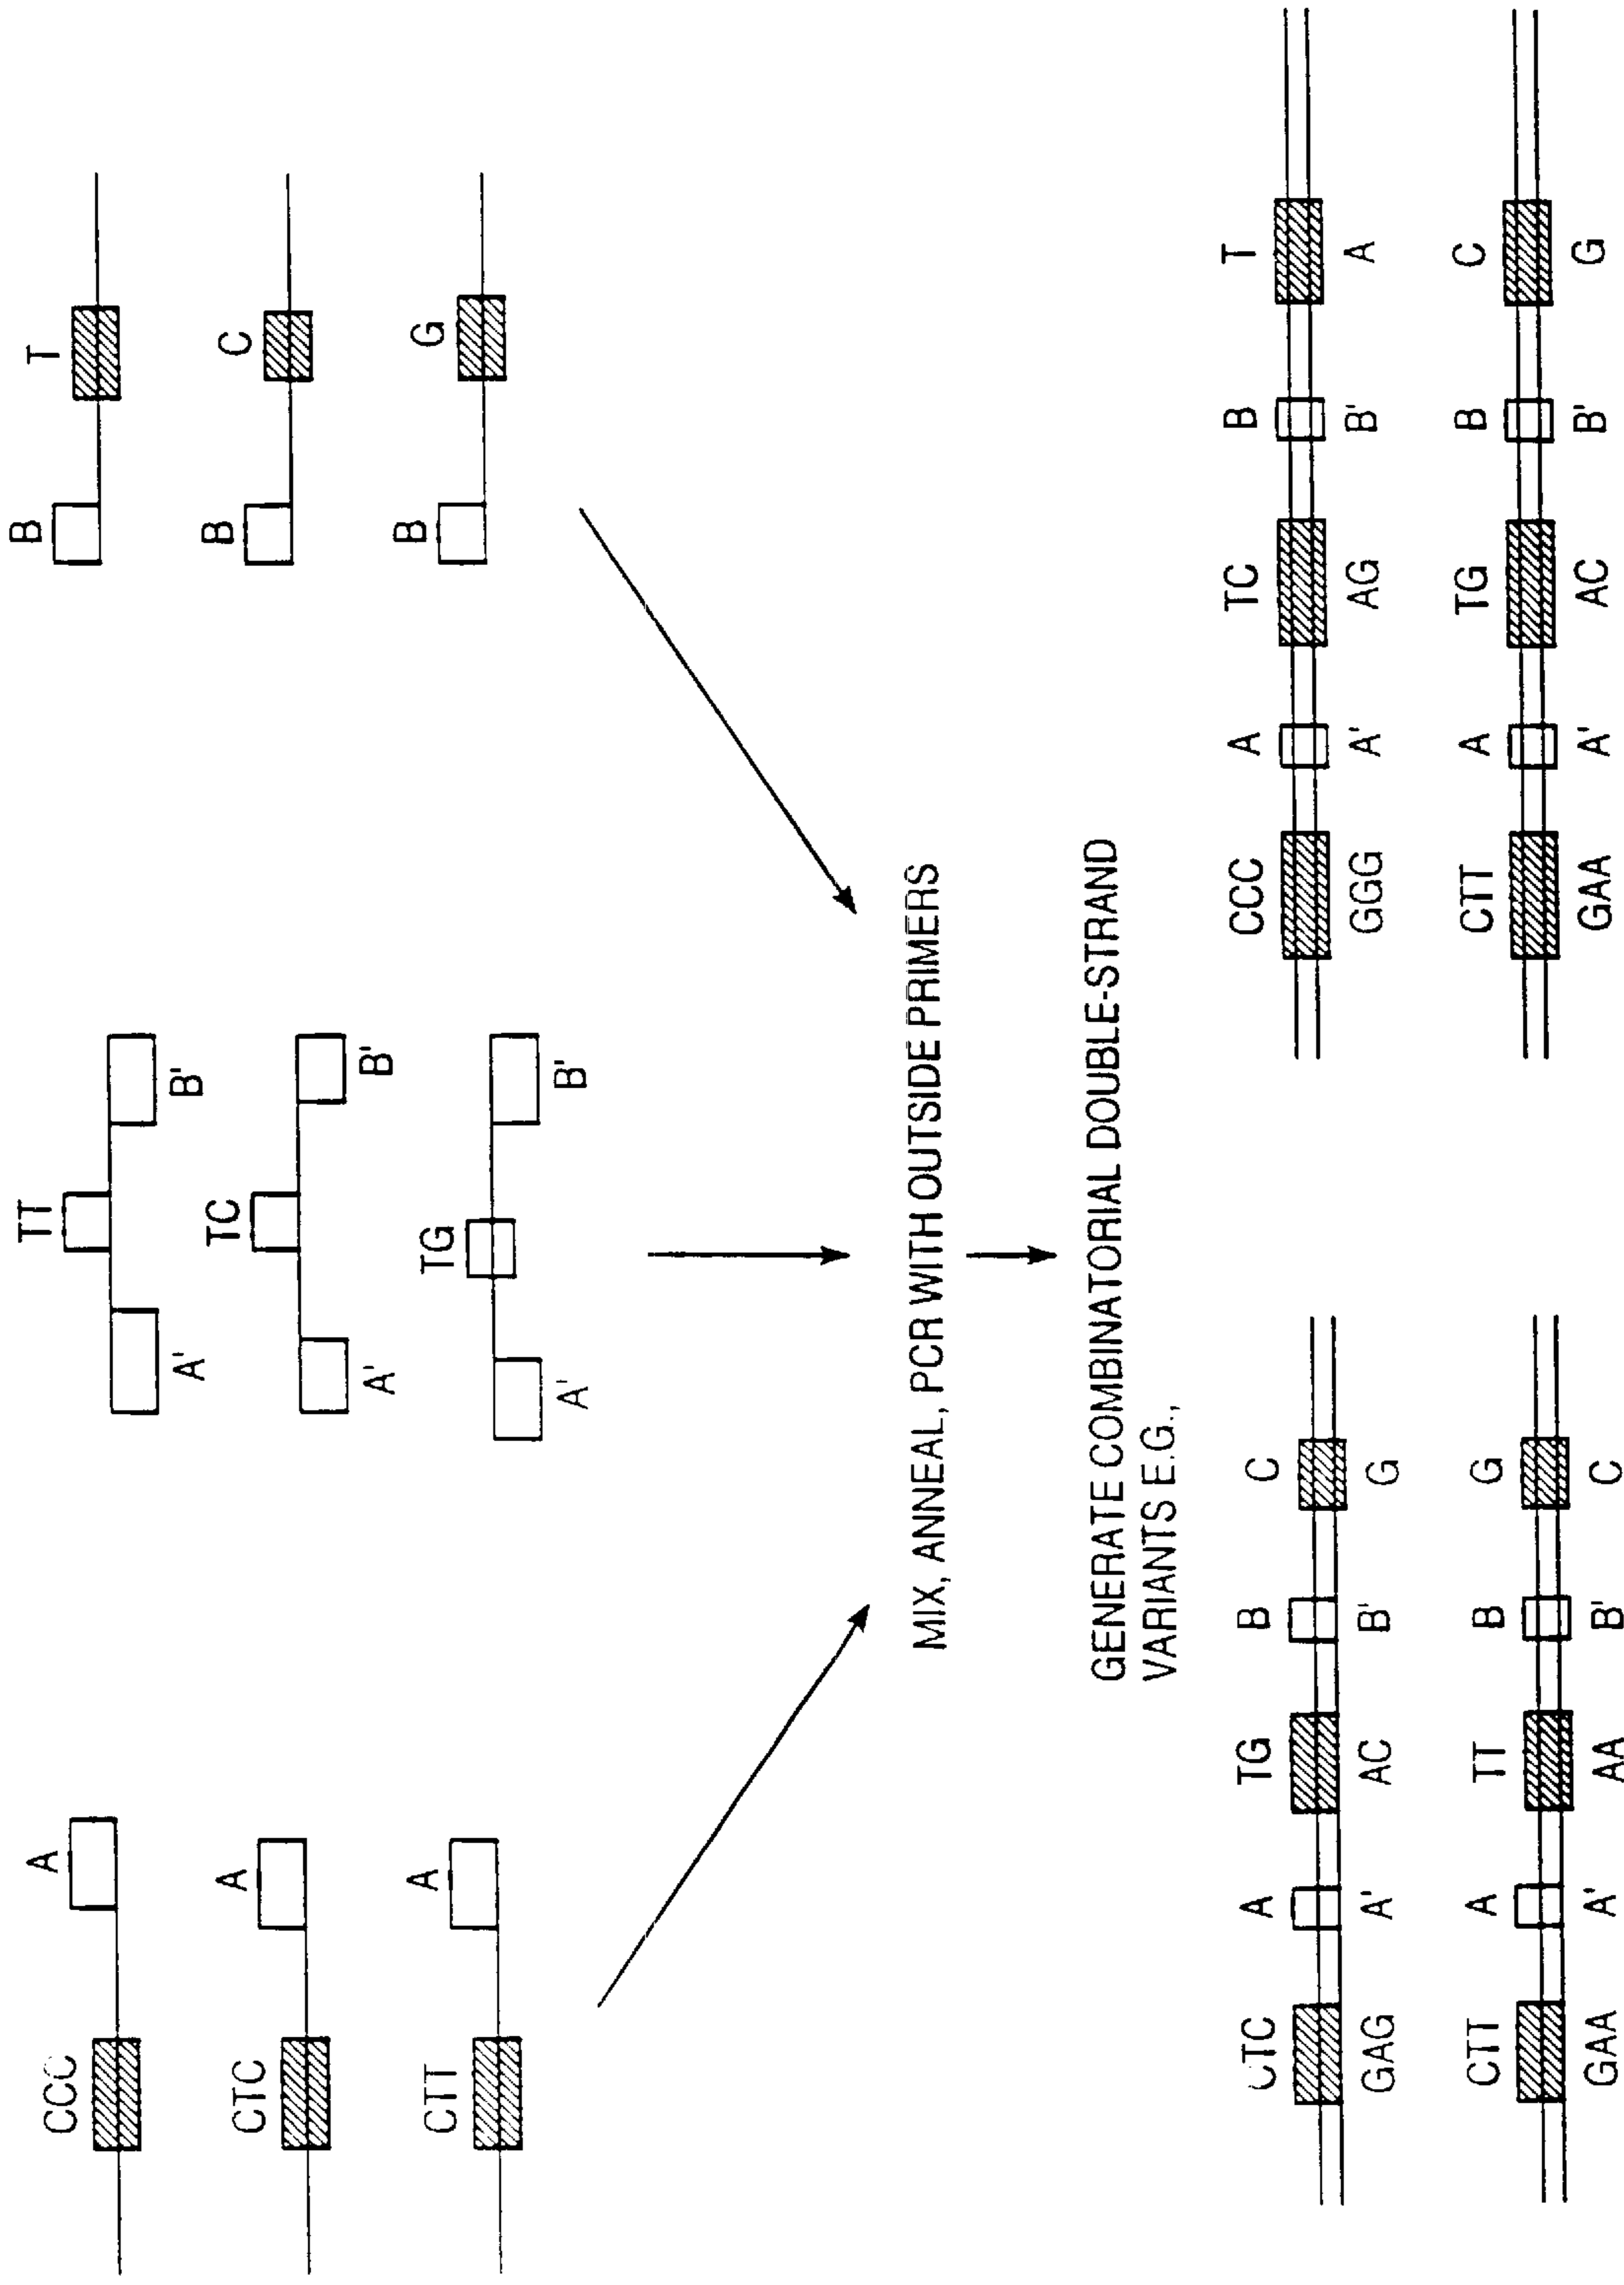 CCC A
CTC A
CTT A
TT
A' B'
TC
A' B'
TG
A' B'
B T
B C
B G
MIX, ANNEAL, PCR WITH OUTSIDE PRIMERS
GENERATE COMBINATORIAL DOUBLE-STRAND
VARIANTS E.G.,
CTC A TG B C
GAG A' AC B' G
CTT A TT B G
GAA A' AA B' C
CCC A TC B T
GGG A' AG B' A
CTT A TG B C
GAA A' AC B' G